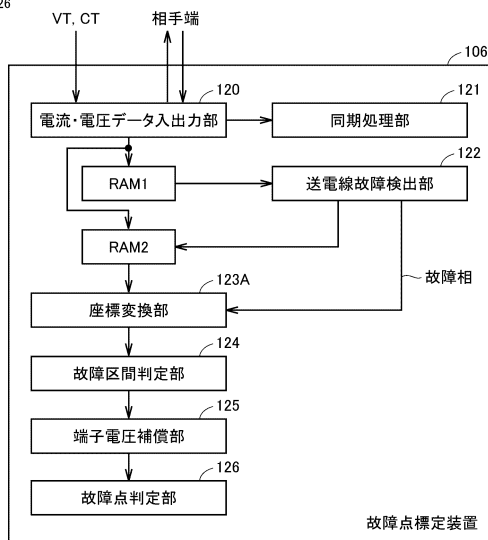 26
VT, CT
相手端
106
120
電流・電圧データ入出力部
121
同期処理部
RAM1
122
送電線故障検出部
RAM2
故障相
123A
座標変換部
124
故障区間判定部
125
端子電圧補償部
126
故障点判定部
故障点標定装置